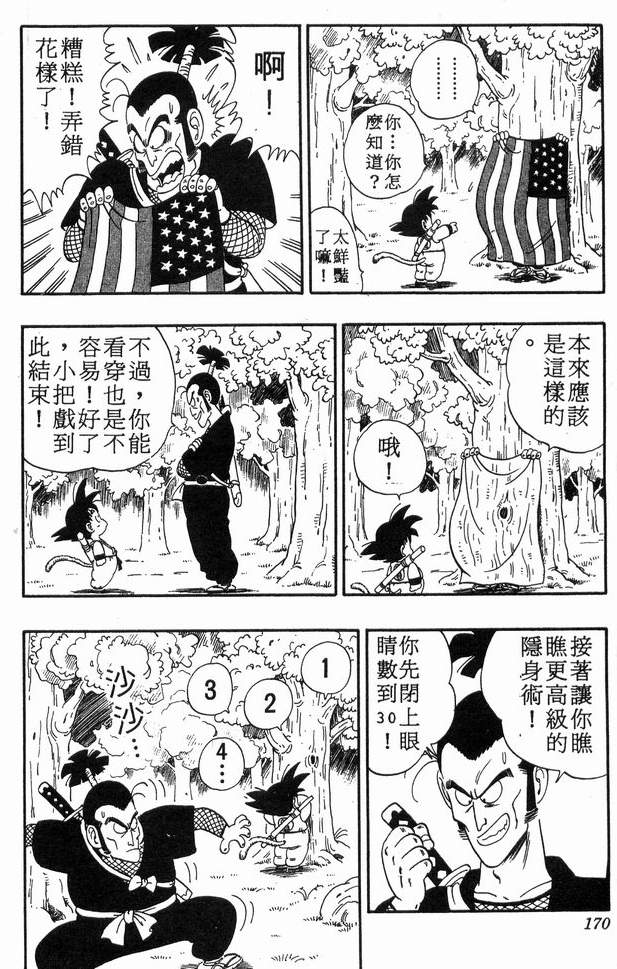 ………
你…你怎
麼知道？
太鮮豔
了嘛！
啊！
糟糕！弄錯
花樣了！
本來應該
是這樣的
。
哦！
不過，你能
看穿也是不
容易！好了
，小把戲到
此結束！
接著讓你瞧
瞧更高級的
隱身術！
你先閉上眼
睛數到30！
1
2
3
4…
沙沙…
170